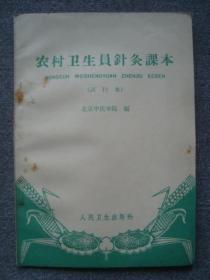 农村卫生員針灸課本
NONGCUN WEISHENGYUAN ZHENJIU KEBEN
(試 行 本)
北京中医学院 編
人民卫生出版社